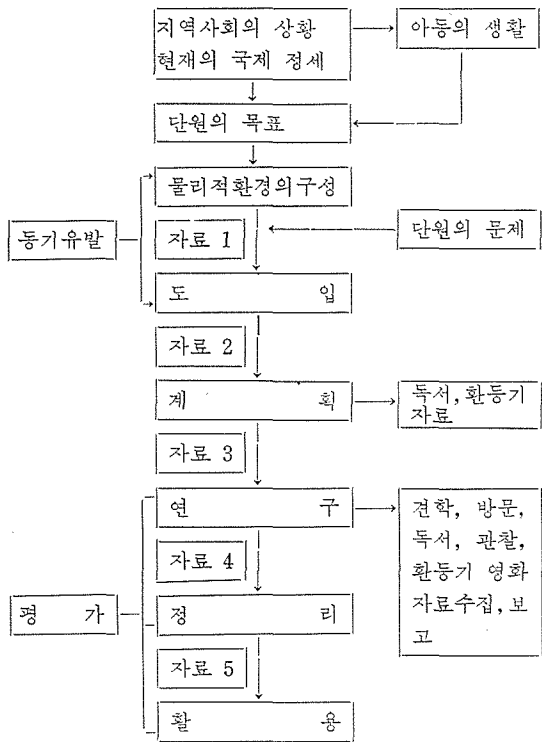 지역사회의 상황
현재의 국제 정세
아동의 생활
단원의 목표
물리적환경의구성
동기유발
자료 1
단원의 문제
도 입
자료 2
계 획
독서,환등기
자료
자료 3
연 구
견학, 방문,
독서, 관찰,
환등기 영화
자료수집,보
고
자료 4
평 가
정 리
자료 5
활 용